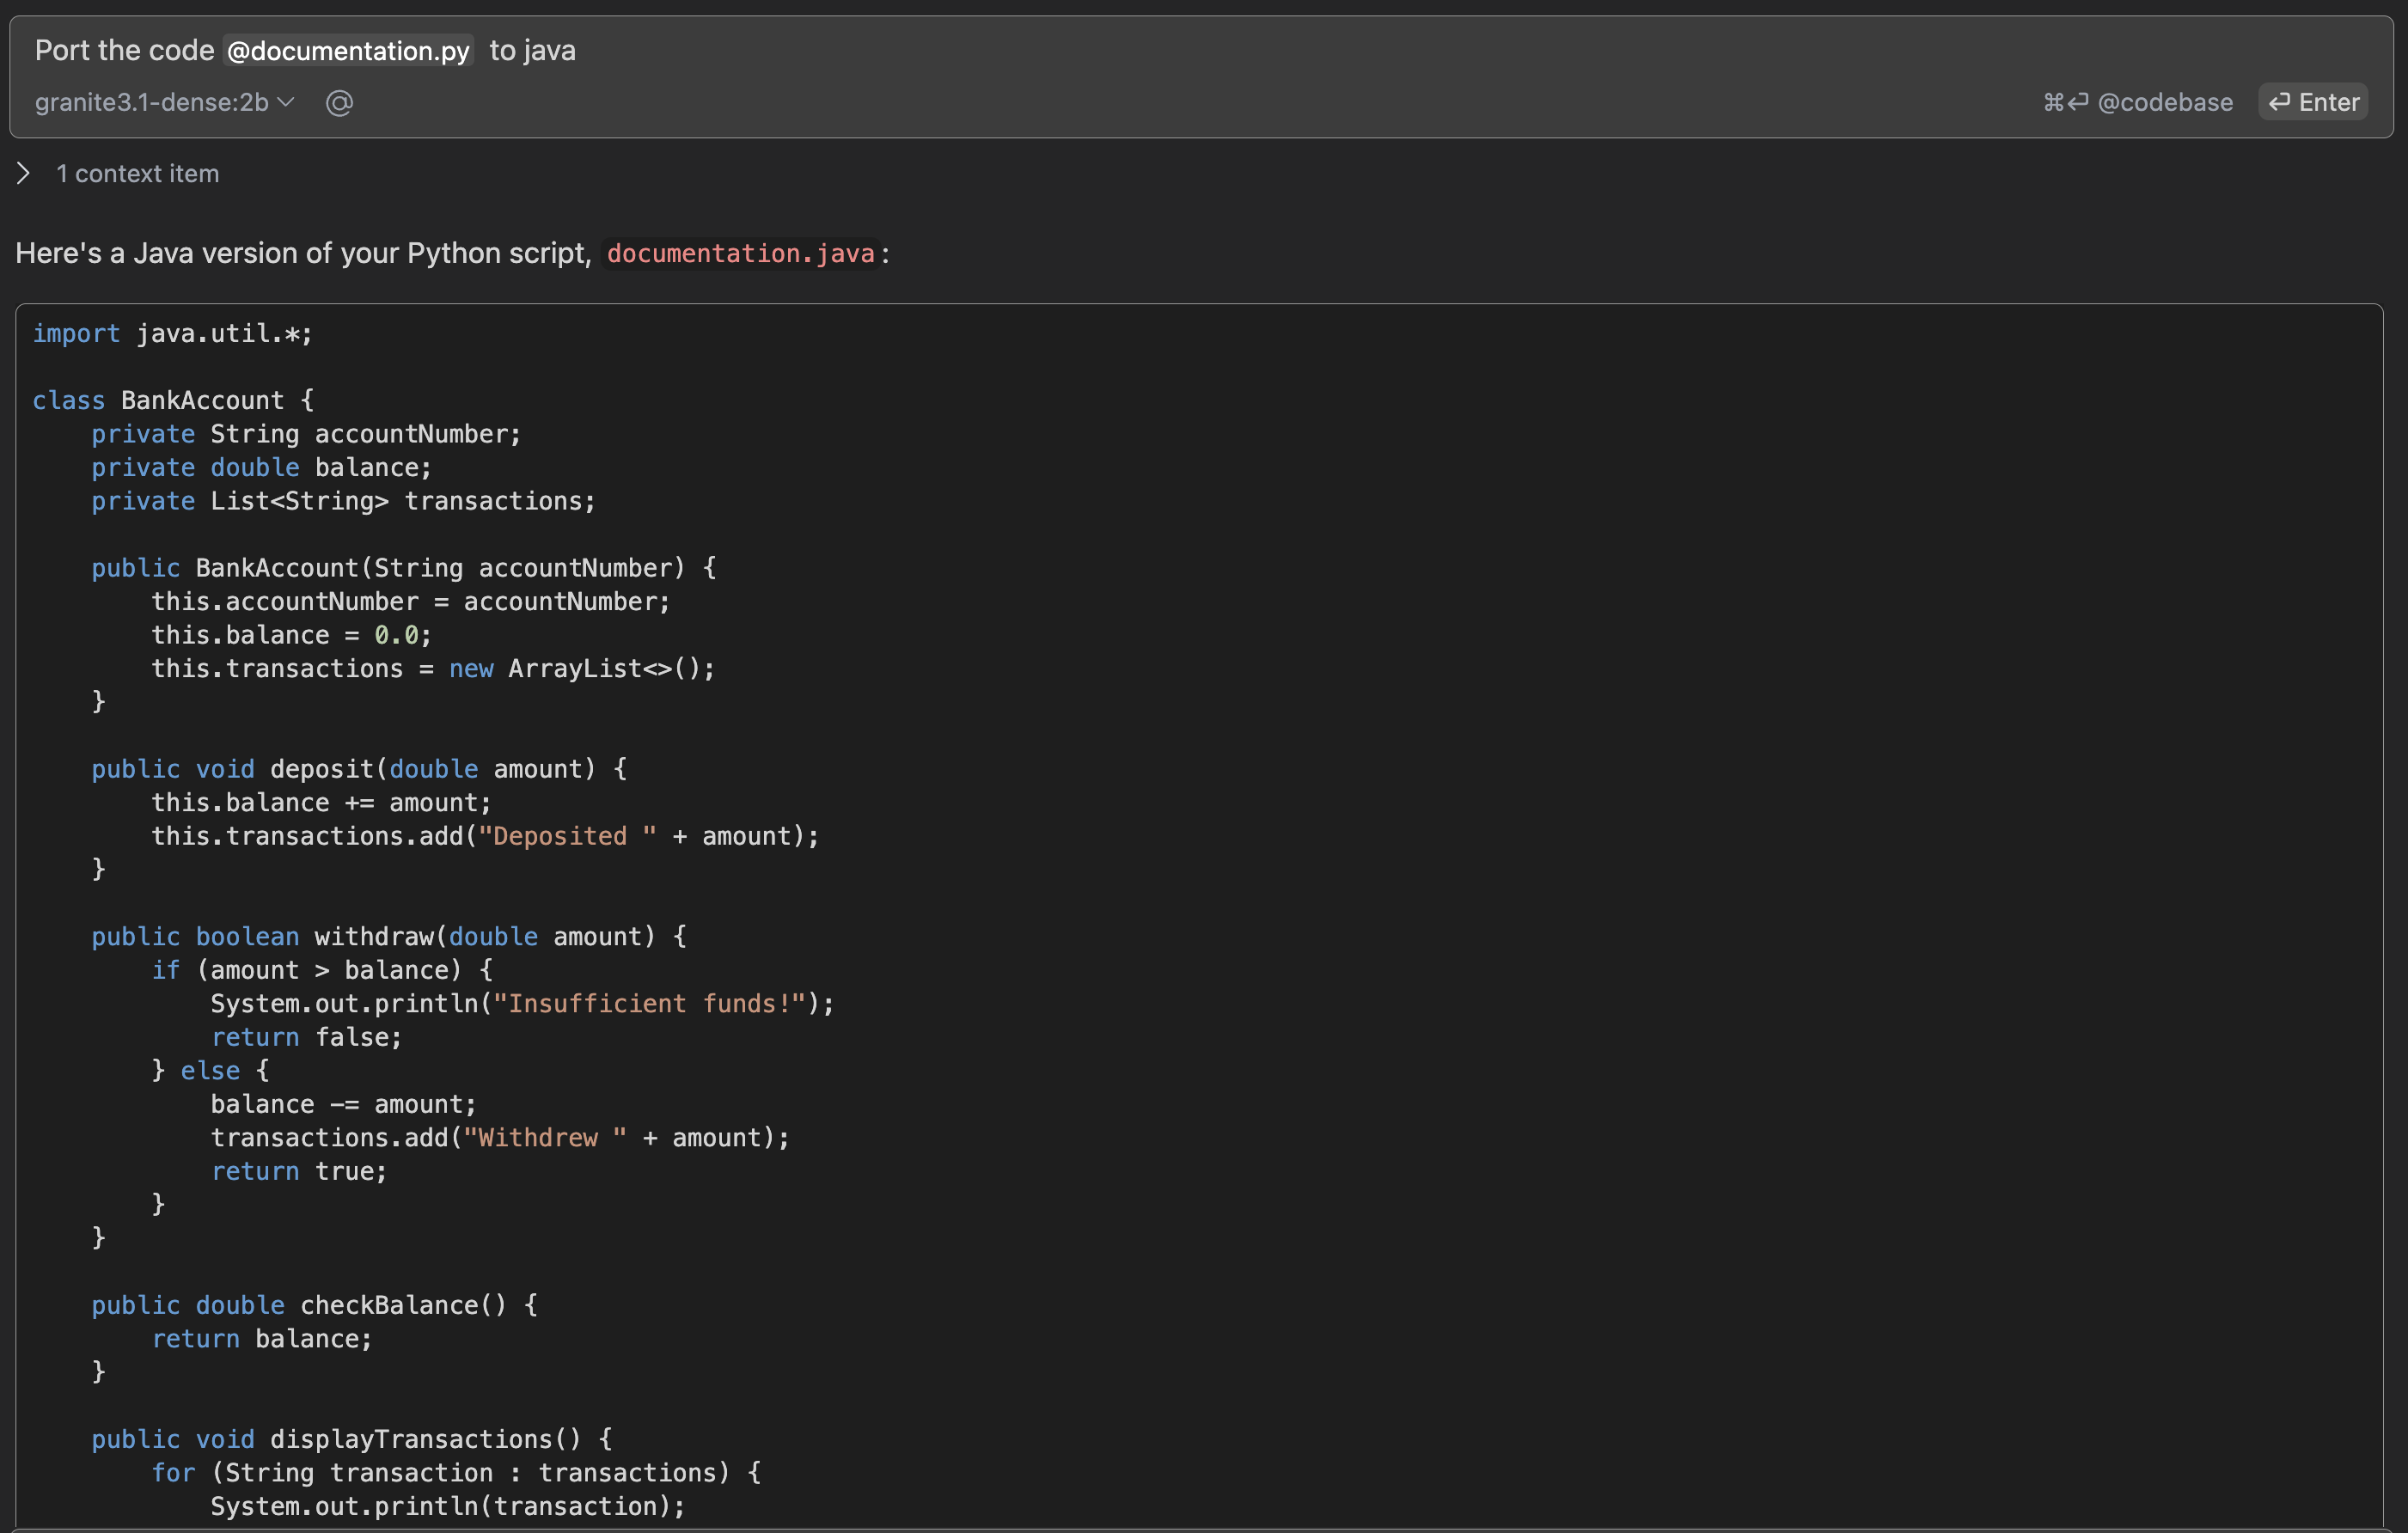 Port the code @documentation.py to java
granite3.1-dense:2b @ ⌘⏎ @codebase ⏎ Enter
1 context item
Here's a Java version of your Python script, documentation.java:
import java.util.*;
class BankAccount {
    private String accountNumber;
    private double balance;
    private List<String> transactions;
    public BankAccount(String accountNumber) {
        this.accountNumber = accountNumber;
        this.balance = 0.0;
        this.transactions = new ArrayList<>();
    }
    public void deposit(double amount) {
        this.balance += amount;
        this.transactions.add("Deposited " + amount);
    }
    public boolean withdraw(double amount) {
        if (amount > balance) {
            System.out.println("Insufficient funds!");
            return false;
        } else {
            balance -= amount;
            transactions.add("Withdrew " + amount);
            return true;
        }
    }
    public double checkBalance() {
        return balance;
    }
    public void displayTransactions() {
        for (String transaction : transactions) {
            System.out.println(transaction);